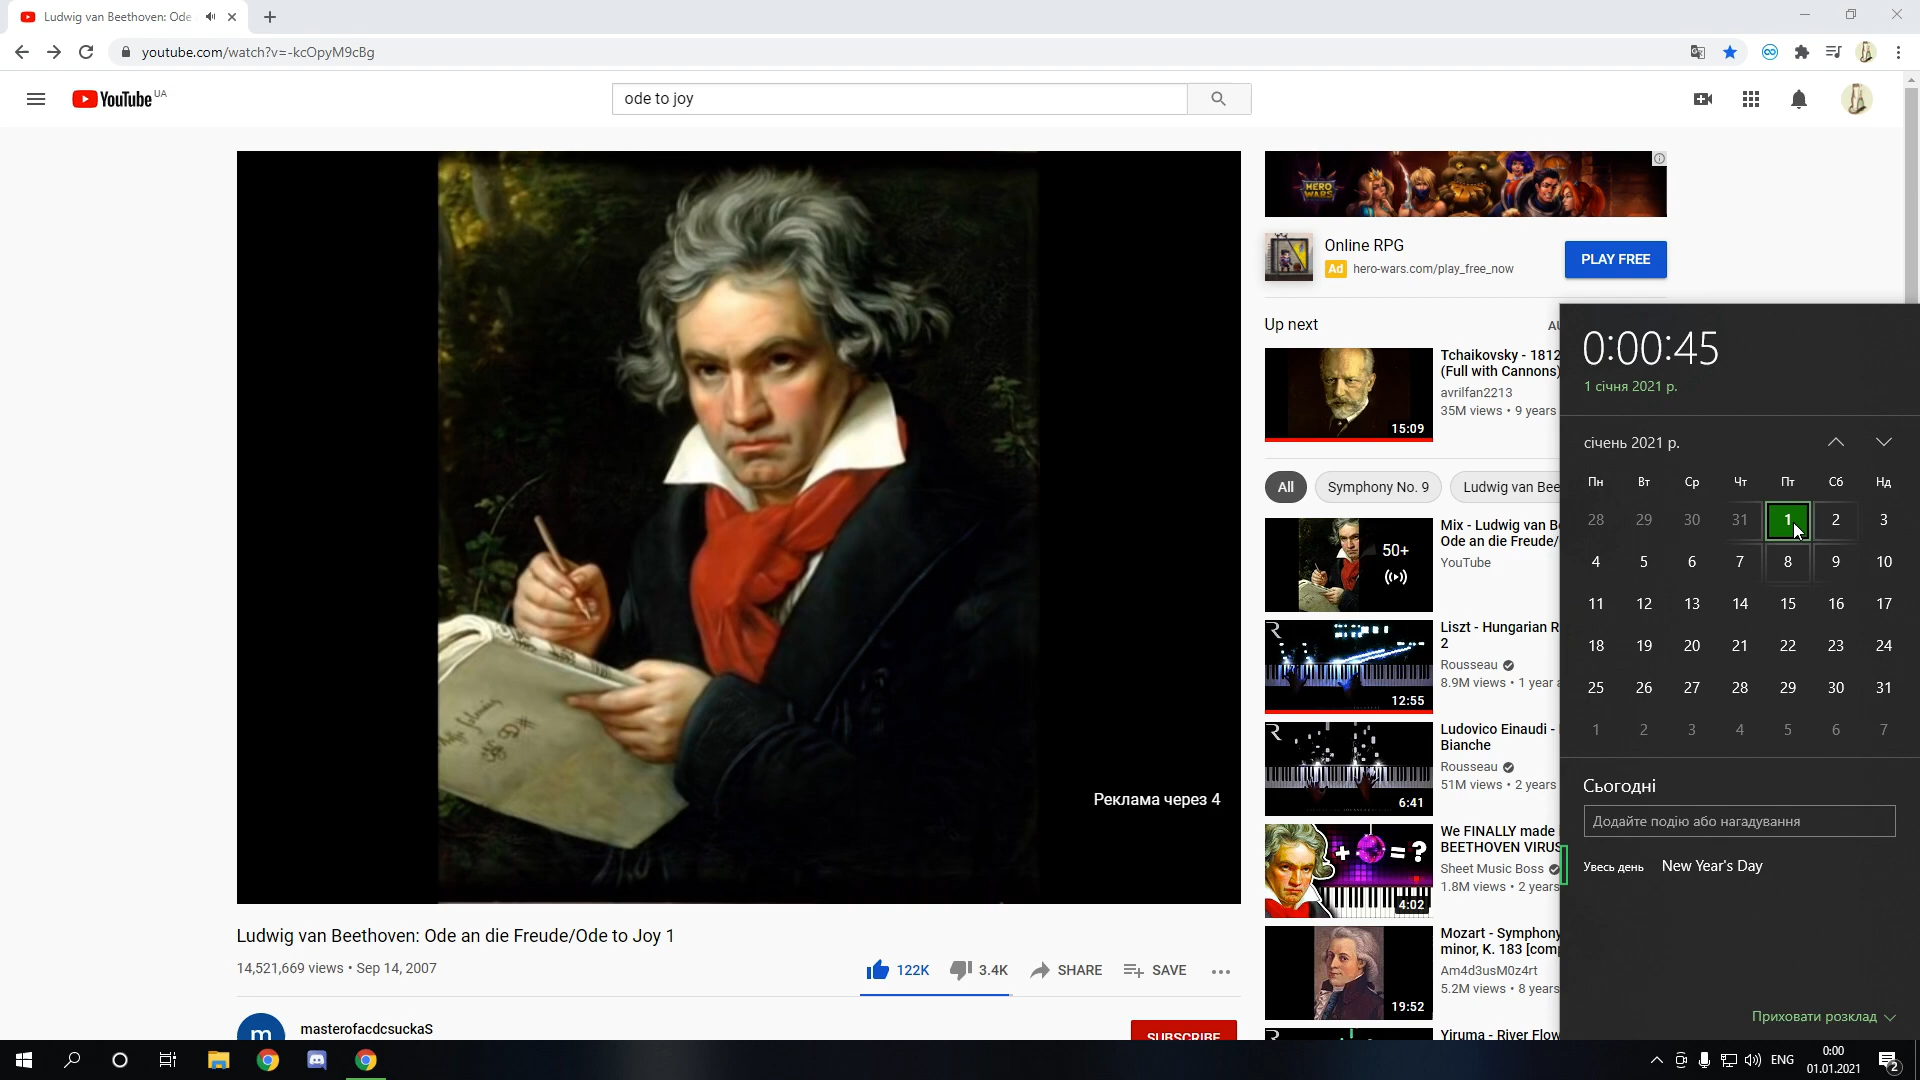 Ludwig van Beethoven: Ode
youtube.com/watch?v=-kcOpyM9cBg
YouTube UA
ode to joy
HERO WARS
Online RPG
Ad hero-wars.com/play_free_now
PLAY FREE
Up next
Tchaikovsky - 1812
(Full with Cannons)
avrilfan2213
35M views • 9 years
15:09
All
Symphony No. 9
Ludwig van Bee
Mix - Ludwig van B
Ode an die Freude/
YouTube
50+
Liszt - Hungarian R
2
Rousseau
8.9M views • 1 year a
12:55
Ludovico Einaudi -
Bianche
Rousseau
51M views • 2 years
6:41
We FINALLY made
BEETHOVEN VIRUS
Sheet Music Boss
1.8M views • 2 years
+ = ?
4:02
Mozart - Symphony
minor, K. 183 [comp
Am4d3usM0z4rt
5.2M views • 8 years
19:52
Yiruma - River Flow
Реклама через 4
Ludwig van Beethoven: Ode an die Freude/Ode to Joy 1
14,521,669 views • Sep 14, 2007
122K
3.4K
SHARE
SAVE
m
masterofacdcsuckaS
SUBSCRIBE
0:00:45
1 січня 2021 р.
січень 2021 р.
Пн Вт Ср Чт Пт Сб Нд
28 29 30 31 1 2 3
4 5 6 7 8 9 10
11 12 13 14 15 16 17
18 19 20 21 22 23 24
25 26 27 28 29 30 31
1 2 3 4 5 6 7
Сьогодні
Додайте подію або нагадування
Увесь день New Year's Day
Приховати розклад
ENG
0:00
01.01.2021
2